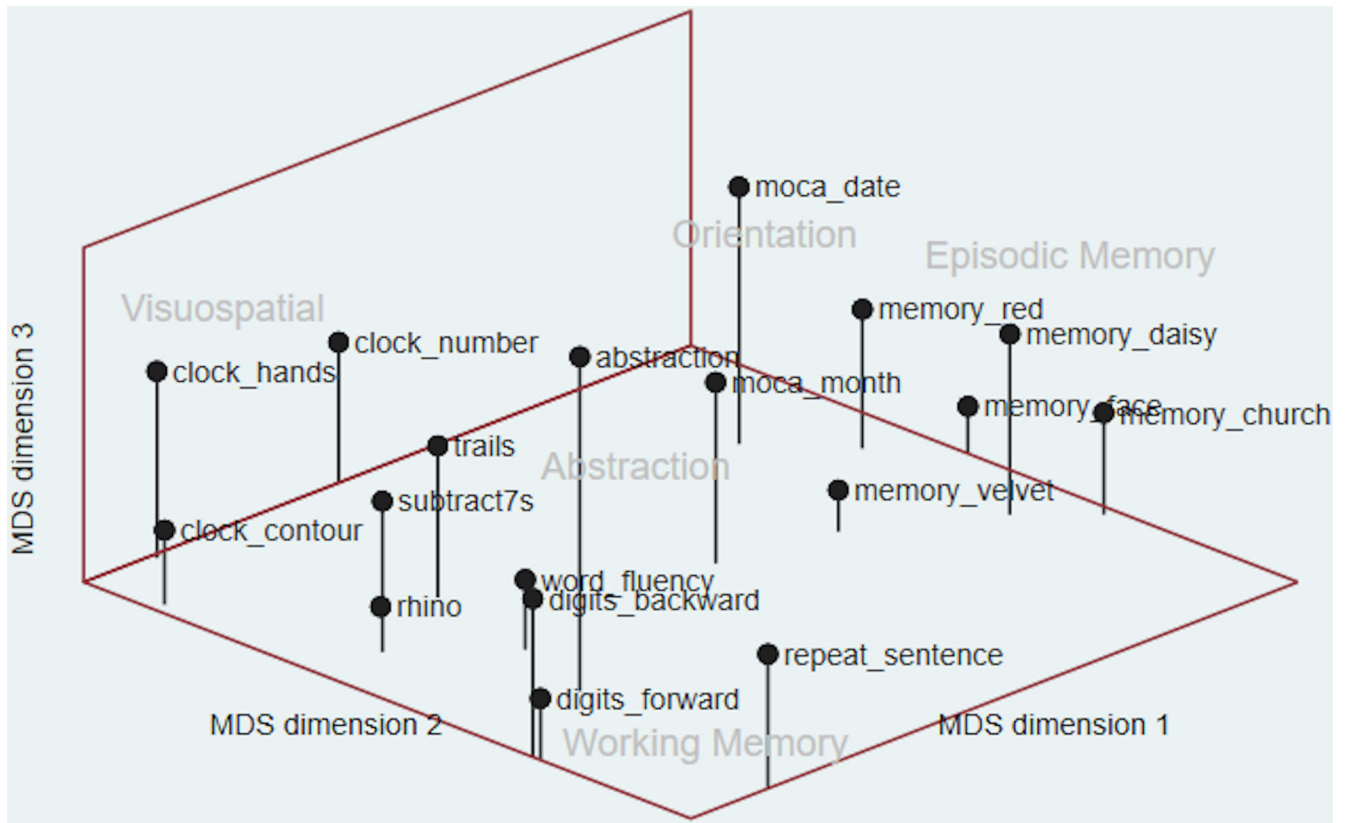 moca_date
Orientation
Episodic Memory
Visuospatial
memory_red
memory_daisy
clock_number
abstraction
clock_hands
moca_month
memory_face
memory_church
trails
Abstraction
memory_velvet
subtract7s
clock_contour
word_fluency
digits_backward
rhino
repeat_sentence
digits_forward
MDS dimension 3
MDS dimension 2
MDS dimension 1
Working Memory